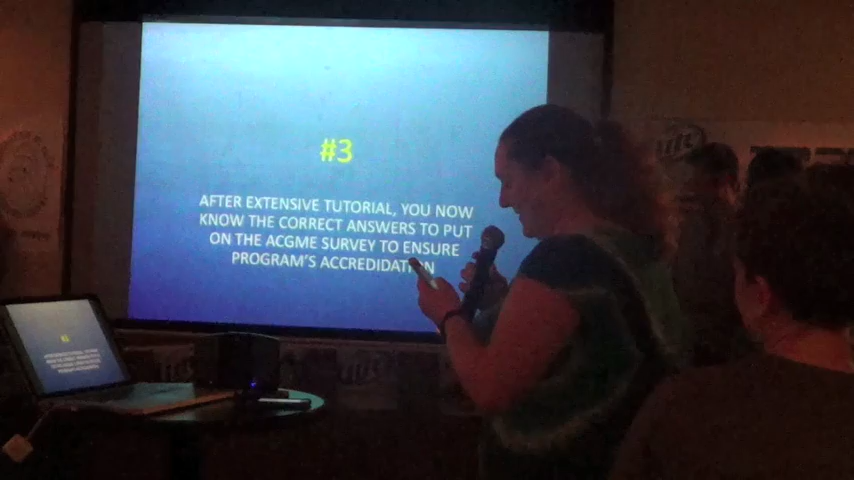 #3
AFTER EXTENSIVE TUTORIAL, YOU NOW
KNOW THE CORRECT ANSWERS TO PUT
ON THE ACGME SURVEY TO ENSURE
PROGRAM'S ACCREDIDATION